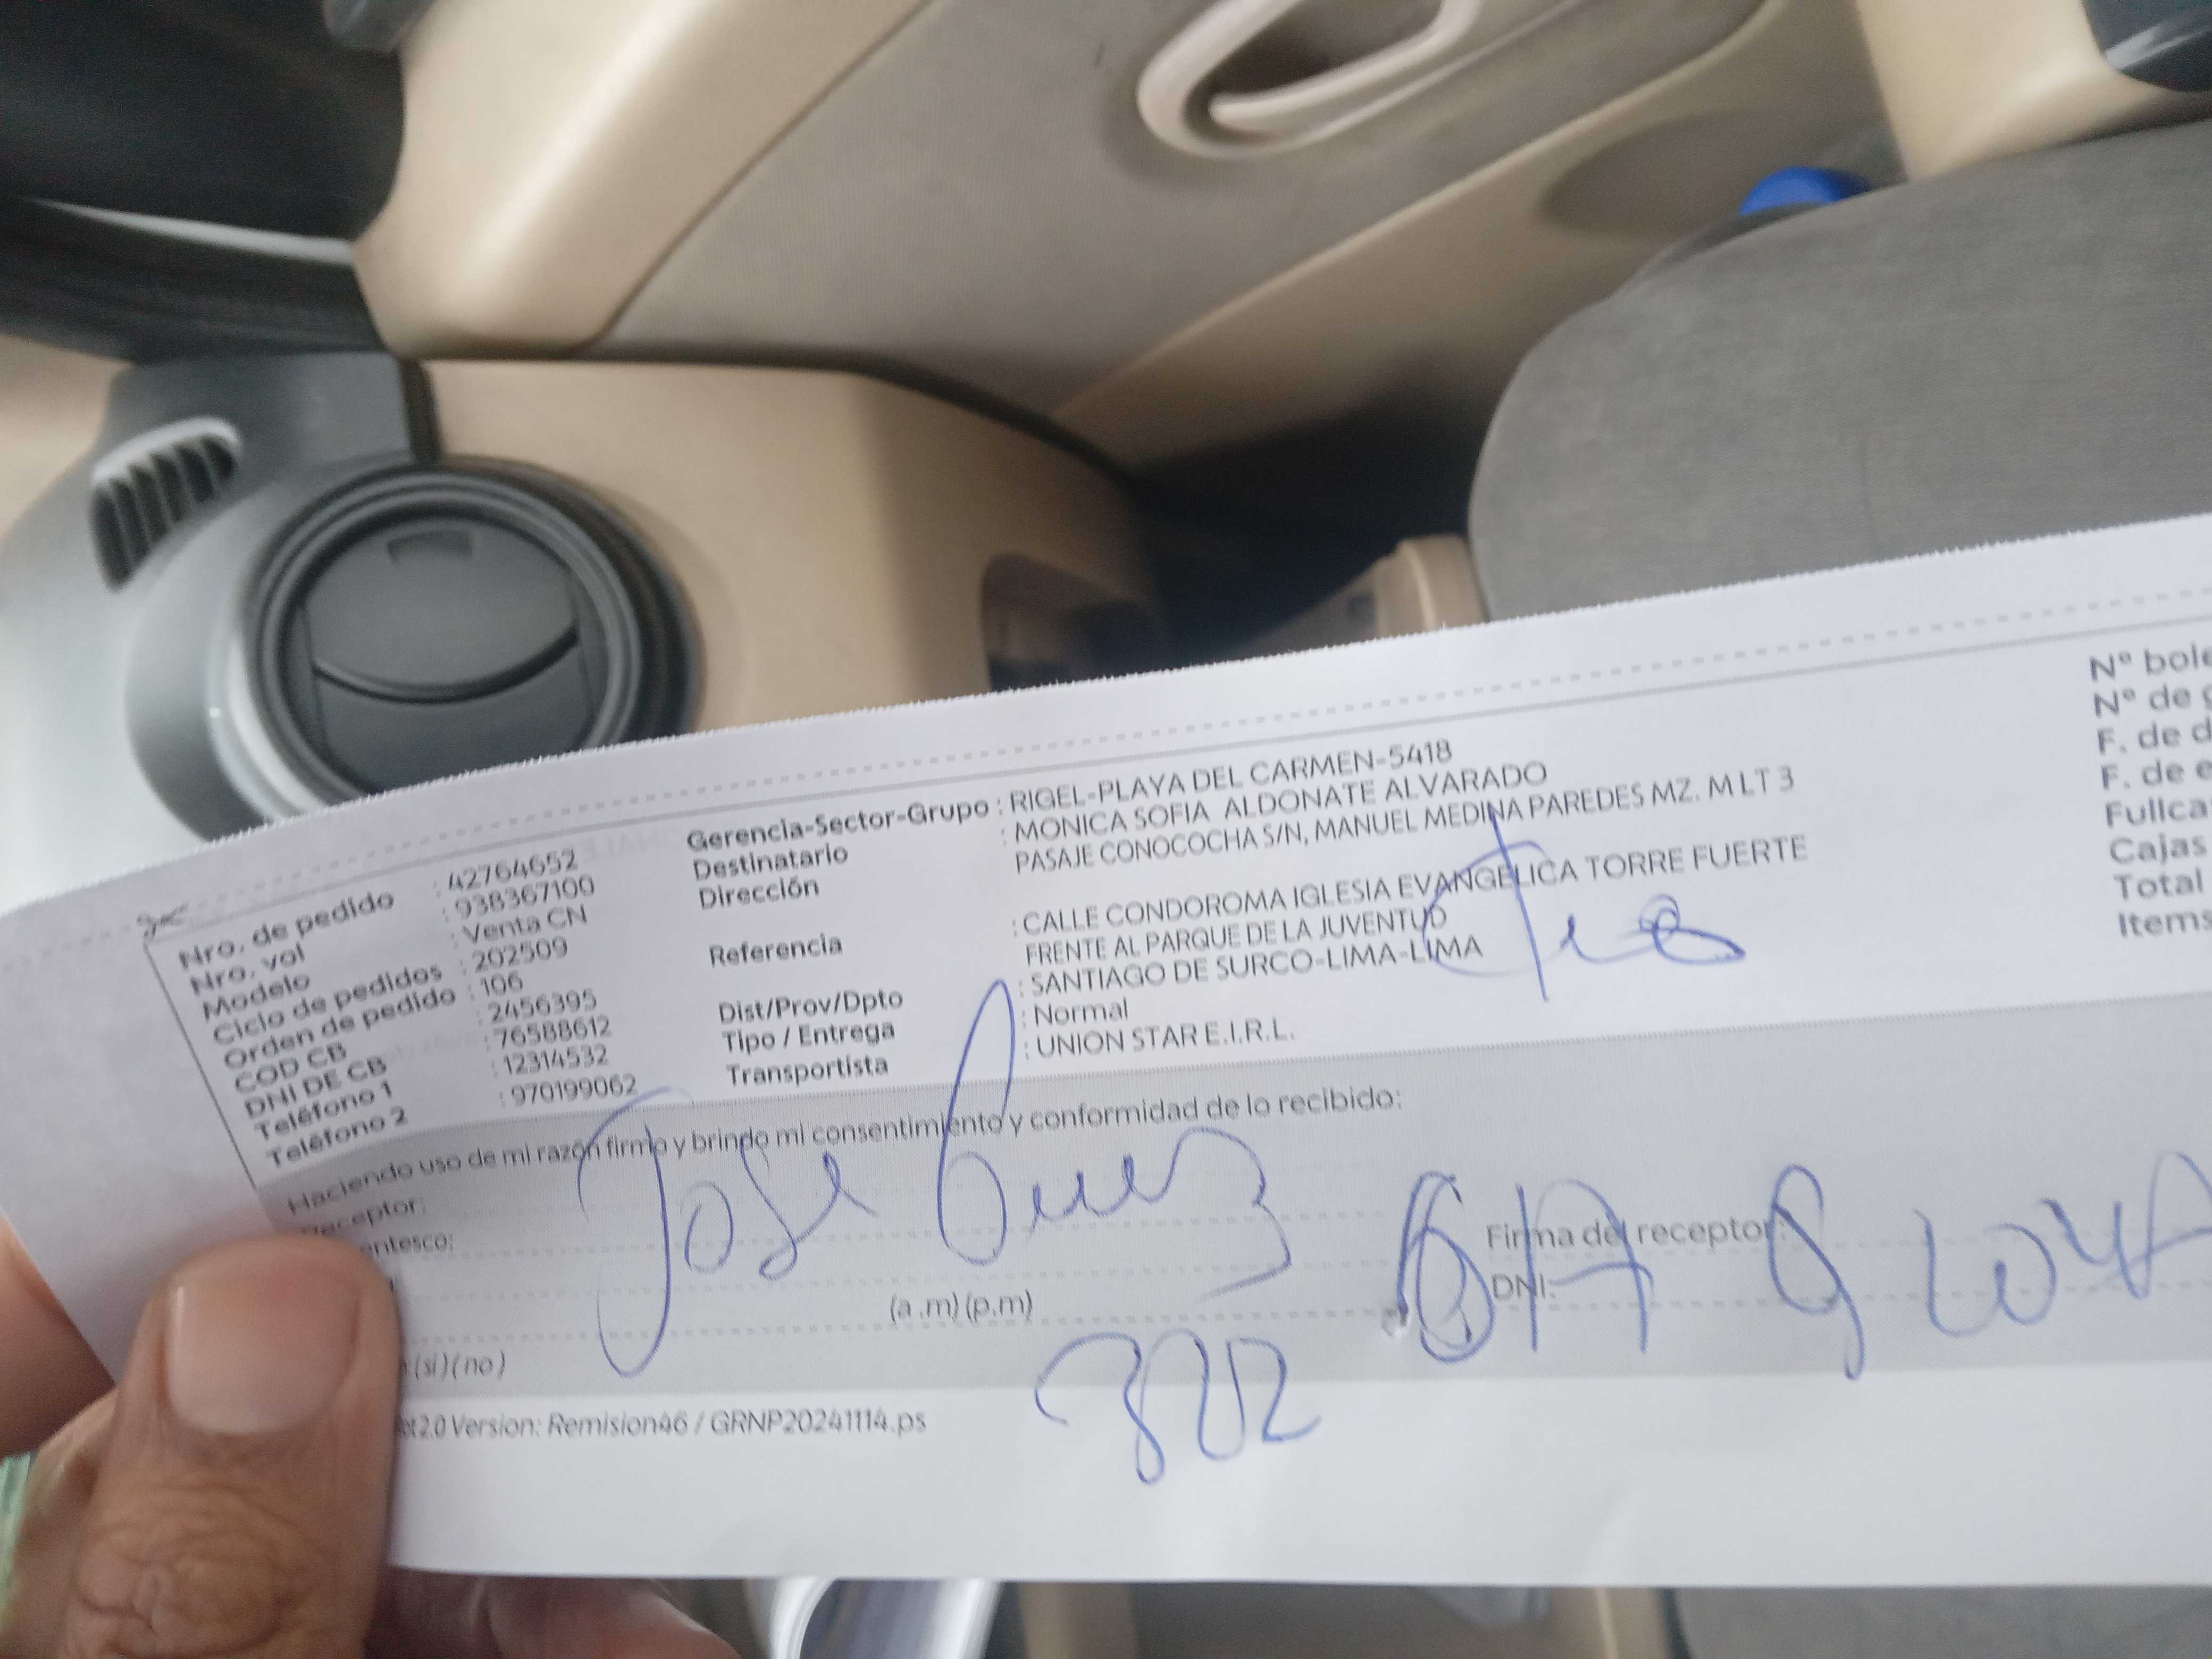 Nro. de pedido : 42764652
Nro. vol : 938367100
Modelo : Venta CN
Ciclo de pedidos : 202509
Orden de pedido : 106
COD CB : 2456395
DNI DE CB : 76588612
Teléfono 1 : 12314532
Teléfono 2 : 970199062
Gerencia-Sector-Grupo : RIGEL-PLAYA DEL CARMEN-5418
Destinatario : MONICA SOFIA ALDONATE ALVARADO
Dirección PASAJE CONOCOCHA S/N, MANUEL MEDINA PAREDES MZ. M LT 3
Referencia : CALLE CONDOROMA IGLESIA EVANGELICA TORRE FUERTE
FRENTE AL PARQUE DE LA JUVENTUD
Dist/Prov/Dpto : SANTIAGO DE SURCO-LIMA-LIMA
Tipo / Entrega : Normal
Transportista : UNION STAR E.I.R.L.
Nº bole
Nº de g
F. de d
F. de e
Fullca
Cajas
Total
Items
Haciendo uso de mi razón firmo y brindo mi consentimiento y conformidad de lo recibido:
Receptor: Jose
entesco:
Firma del receptor:
DNI:
(a .m) (p.m)
(si) (no)
2.0 Version: Remision46 / GRNP20241114.ps